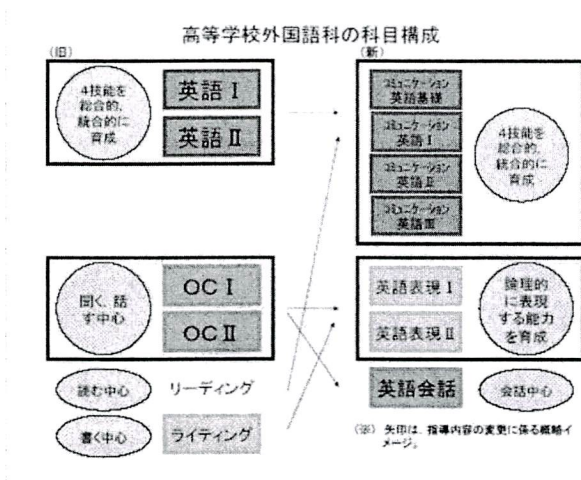 高等学校外国語科の科目構成
（旧）
4技能を
総合的,
統合的に
育成
英語Ⅰ
英語Ⅱ
聞く, 話
す中心
OCⅠ
OCⅡ
読む中心
リーディング
書く中心
ライティング
（新）
コミュニケーション
英語基礎
コミュニケーション
英語Ⅰ
コミュニケーション
英語Ⅱ
コミュニケーション
英語Ⅲ
4技能を
総合的,
統合的に
育成
英語表現Ⅰ
英語表現Ⅱ
論理的
に表現
する能力
を育成
英語会話
会話中心
（※）矢印は、指導内容の変更に係る概略イ
メージ。